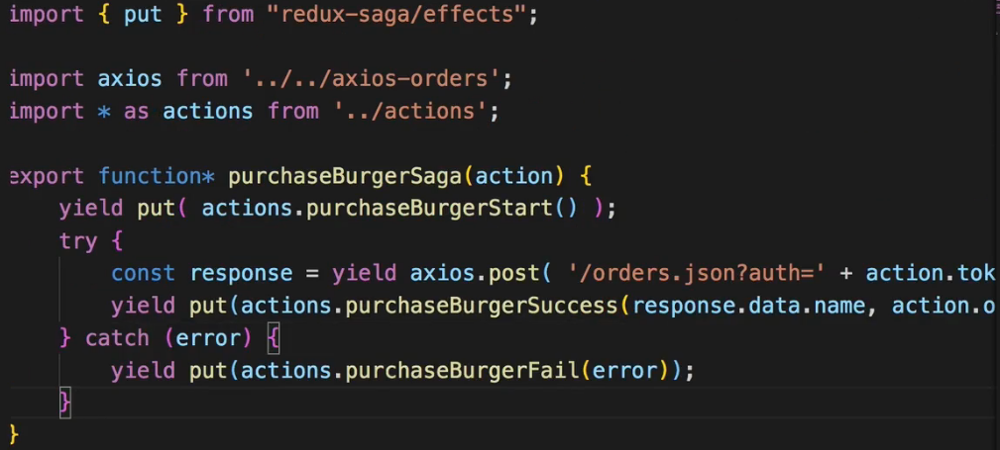 import { put } from "redux-saga/effects";
import axios from '../../axios-orders';
import * as actions from '../actions';
export function* purchaseBurgerSaga(action) {
yield put( actions.purchaseBurgerStart() );
try {
const response = yield axios.post( '/orders.json?auth=' + action.tok
yield put(actions.purchaseBurgerSuccess(response.data.name, action.o
} catch (error) {
yield put(actions.purchaseBurgerFail(error));
}
}